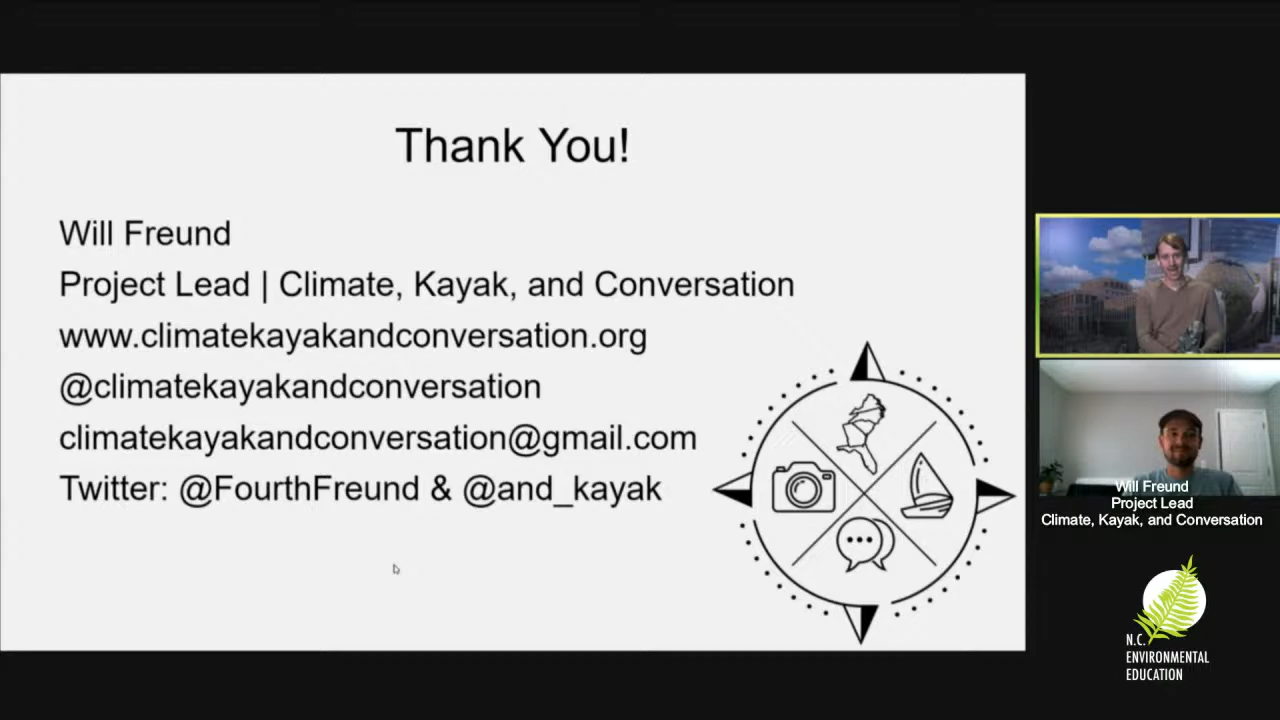 Thank You!
Will Freund
Project Lead | Climate, Kayak, and Conversation
www.climatekayakandconversation.org
@climatekayakandconversation
climatekayakandconversation@gmail.com
Twitter: @FourthFreund & @and_kayak
Will Freund
Project Lead
Climate, Kayak, and Conversation
N.C.
ENVIRONMENTAL
EDUCATION